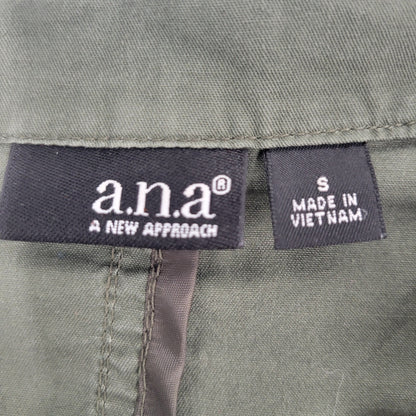 a.n.a®
A NEW APPROACH
S
MADE IN
VIETNAM